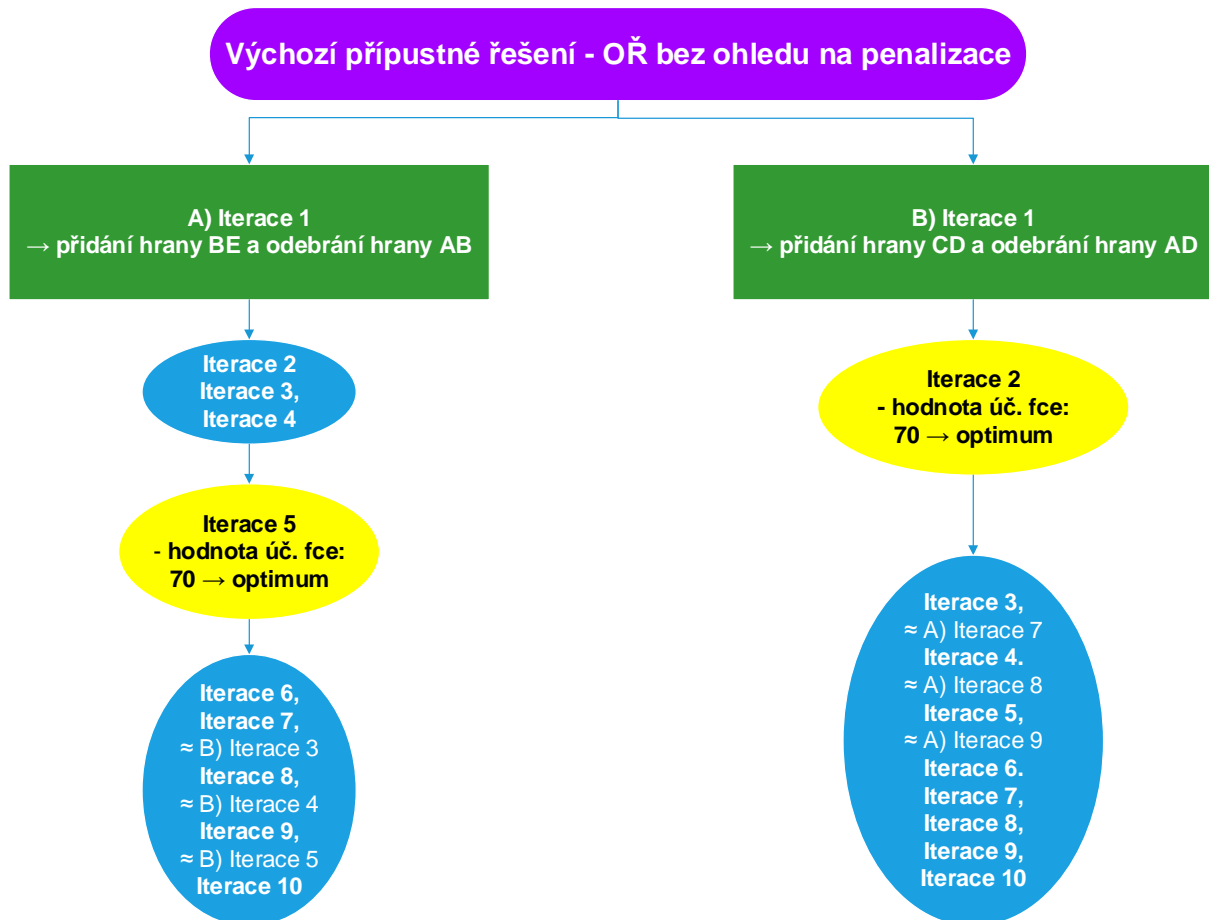 Výchozí přípustné řešení - OŘ bez ohledu na penalizace
A) Iterace 1
→ přidání hrany BE a odebrání hrany AB
Iterace 2
Iterace 3,
Iterace 4
Iterace 5
- hodnota úč. fce:
70 → optimum
Iterace 6,
Iterace 7,
≈ B) Iterace 3
Iterace 8,
≈ B) Iterace 4
Iterace 9,
≈ B) Iterace 5
Iterace 10
B) Iterace 1
→ přidání hrany CD a odebrání hrany AD
Iterace 2
- hodnota úč. fce:
70 → optimum
Iterace 3,
≈ A) Iterace 7
Iterace 4.
≈ A) Iterace 8
Iterace 5,
≈ A) Iterace 9
Iterace 6.
Iterace 7,
Iterace 8,
Iterace 9,
Iterace 10